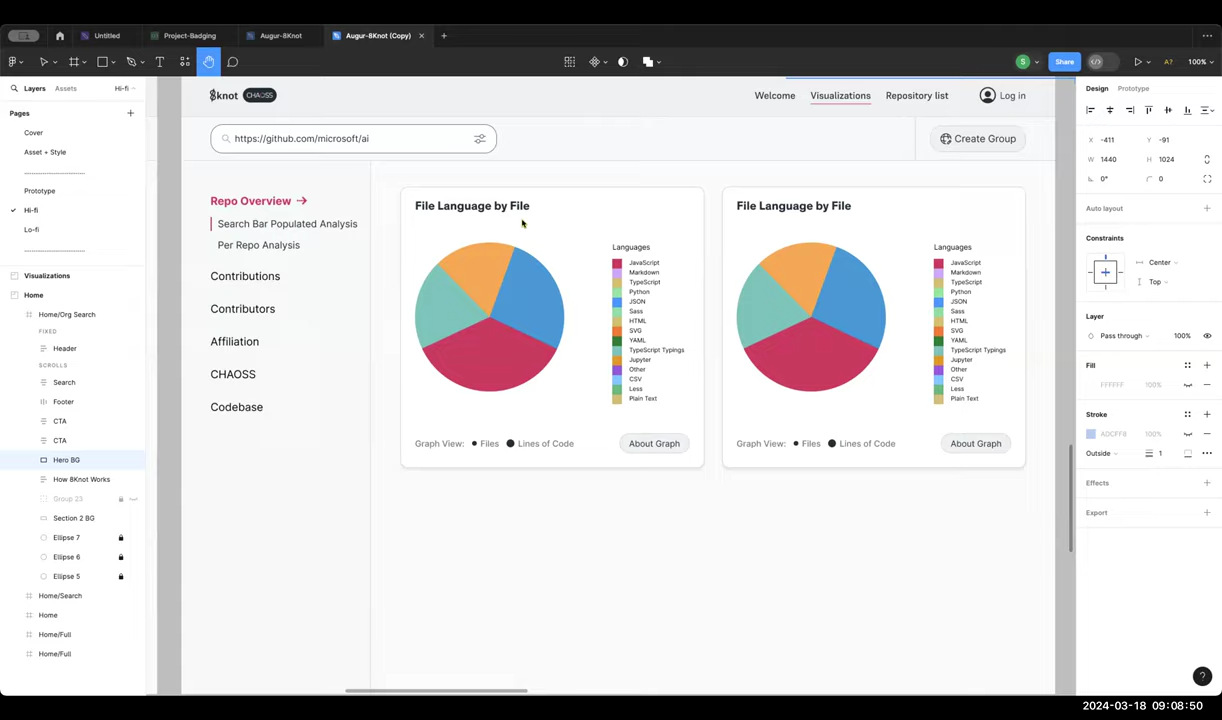 Untitled
Project-Badging
Augur-8Knot
Augur-8Knot (Copy)
S
Share
A?
100%
Layers
Assets
Hi-fi
Pages
Cover
Asset + Style
Prototype
Hi-fi
Lo-fi
Visualizations
Home
Home/Org Search
FIXED
Header
SCROLLS
Search
Footer
CTA
CTA
Hero BG
How 8Knot Works
Group 23
Section 2 BG
Ellipse 7
Ellipse 6
Ellipse 5
Home/Search
Home
Home/Full
Home/Full
8knot
CHAOSS
Welcome
Visualizations
Repository list
Log in
https://github.com/microsoft/ai
Create Group
Repo Overview
Search Bar Populated Analysis
Per Repo Analysis
Contributions
Contributors
Affiliation
CHAOSS
Codebase
File Language by File
Languages
JavaScript
Markdown
TypeScript
Python
JSON
Sass
HTML
SVG
YAML
TypeScript Typings
Jupyter
Other
CSV
Less
Plain Text
Graph View:
Files
Lines of Code
About Graph
File Language by File
Languages
JavaScript
Markdown
TypeScript
Python
JSON
Sass
HTML
SVG
YAML
TypeScript Typings
Jupyter
Other
CSV
Less
Plain Text
Graph View:
Files
Lines of Code
About Graph
Design
Prototype
X -411 Y -91
W 1440 H 1024
0° 0
Auto layout
Constraints
Center
Top
Layer
Pass through 100%
Fill
FFFFFF 100%
Stroke
ADCFF8 100%
Outside 1
Effects
Export
?
2024-03-18 09:08:50